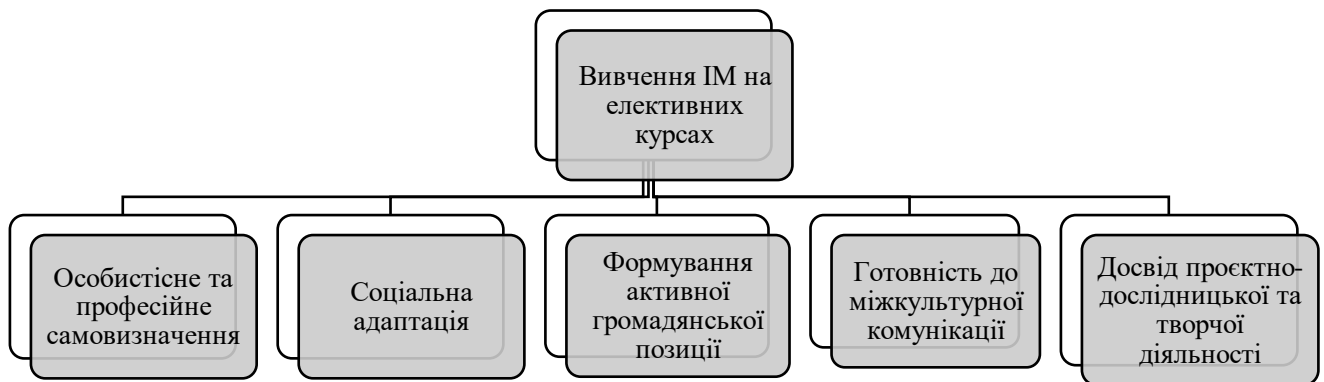 Вивчення ІМ на
елективних
курсах
Особистісне та
професійне
самовизначення
Соціальна
адаптація
Формування
активної
громадянської
позиції
Готовність до
міжкультурної
комунікації
Досвід проєктно-
дослідницької та
творчої
діяльності